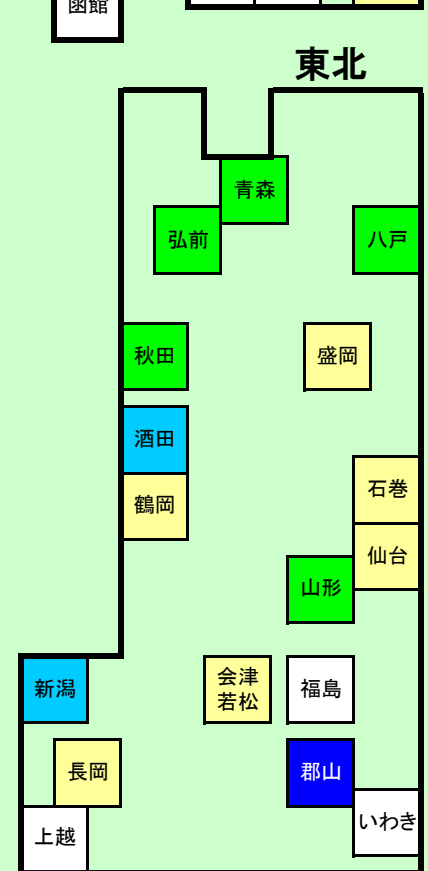 函館
東北
青森
弘前
八戸
秋田
盛岡
酒田
鶴岡
石巻
仙台
山形
新潟
会津
若松
福島
長岡
郡山
いわき
上越